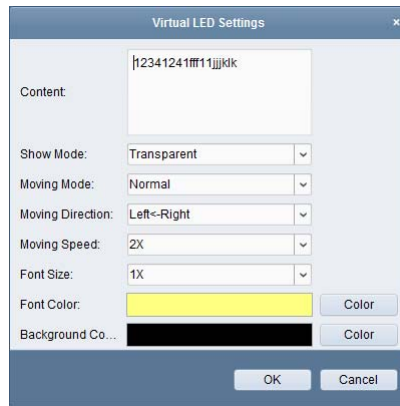 Virtual LED Settings ×
12341241fff11jjjklk
Content:
Show Mode: Transparent
Moving Mode: Normal
Moving Direction: Left<-Right
Moving Speed: 2X
Font Size: 1X
Font Color: Color
Background Co... Color
OK Cancel